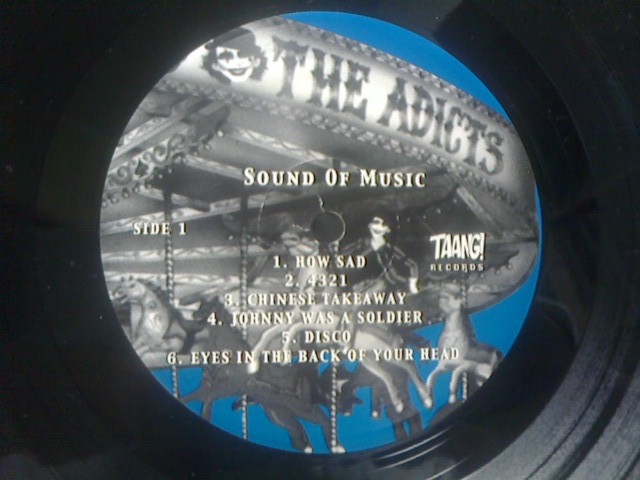 THE ADICTS
SOUND OF MUSIC
SIDE 1
TAANG!
RECORDS
1. HOW SAD
2. 4321
3. CHINESE TAKEAWAY
4. JOHNNY WAS A SOLDIER
5. DISCO
6. EYES IN THE BACK OF YOUR HEAD